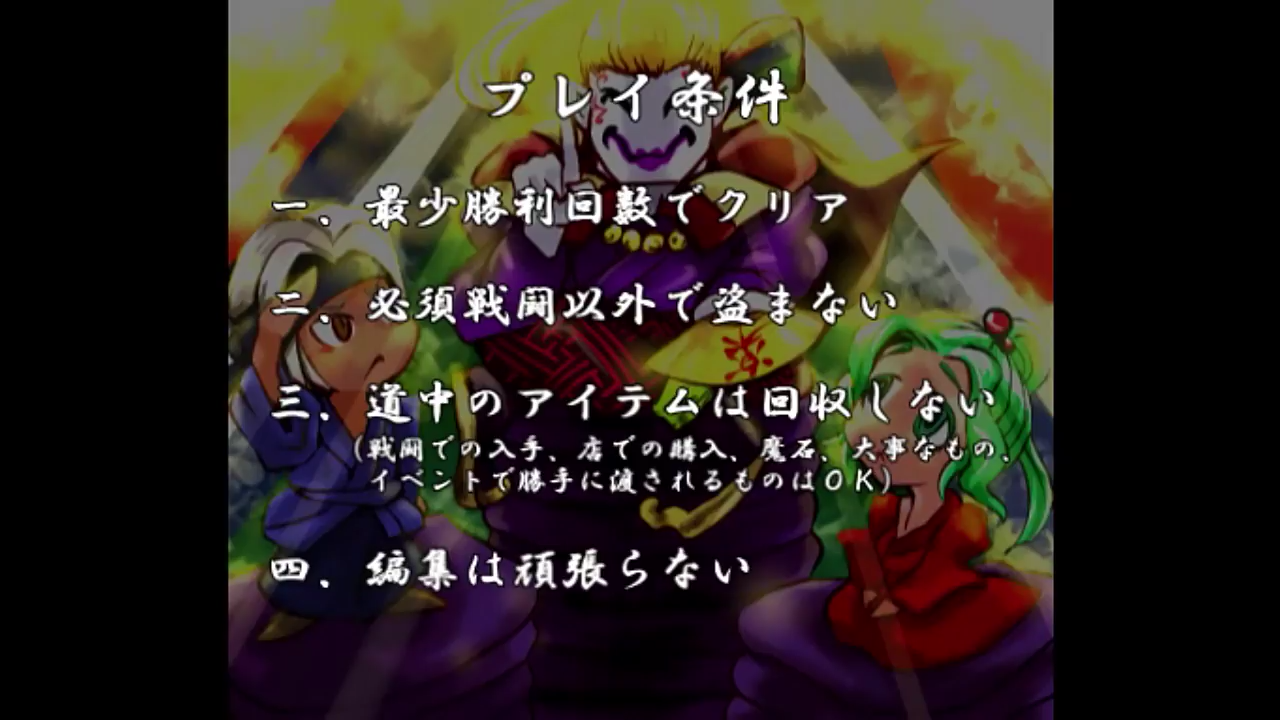 プレイ条件
一．最少勝利回数でクリア
二．必須戦闘以外で盗まない
三．道中のアイテムは回収しない
（戦闘での入手、店での購入、魔石、大事なもの、
イベントで勝手に渡されるものはＯＫ）
四．編集は頑張らない